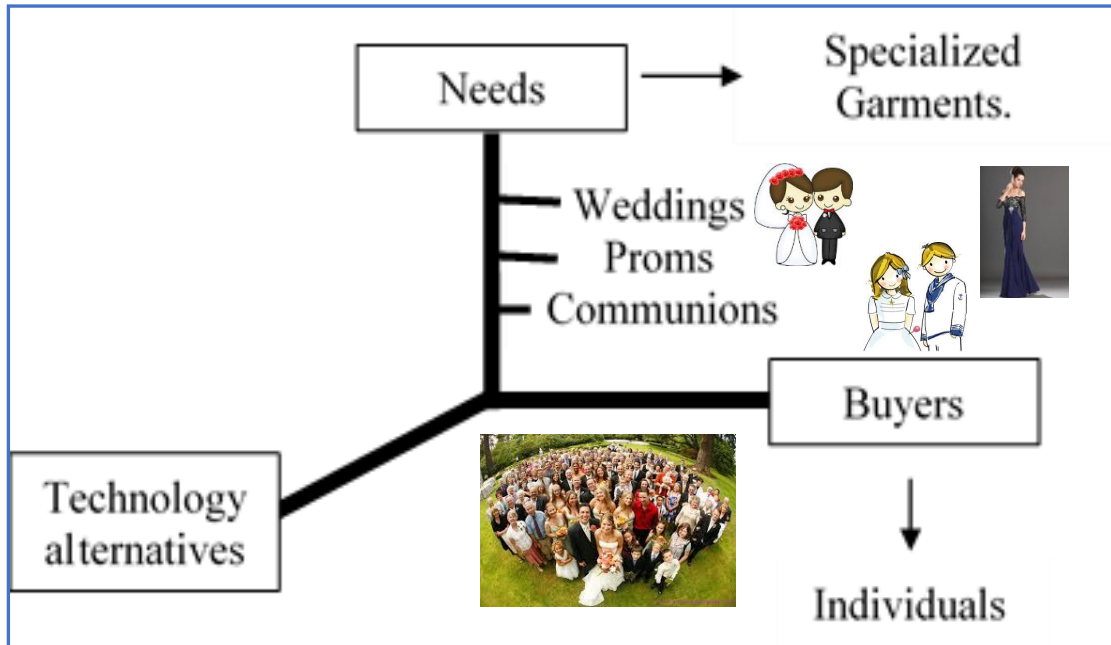 Needs
Specialized
Garments.
Weddings
Proms
Communions
Buyers
Technology
alternatives
Individuals